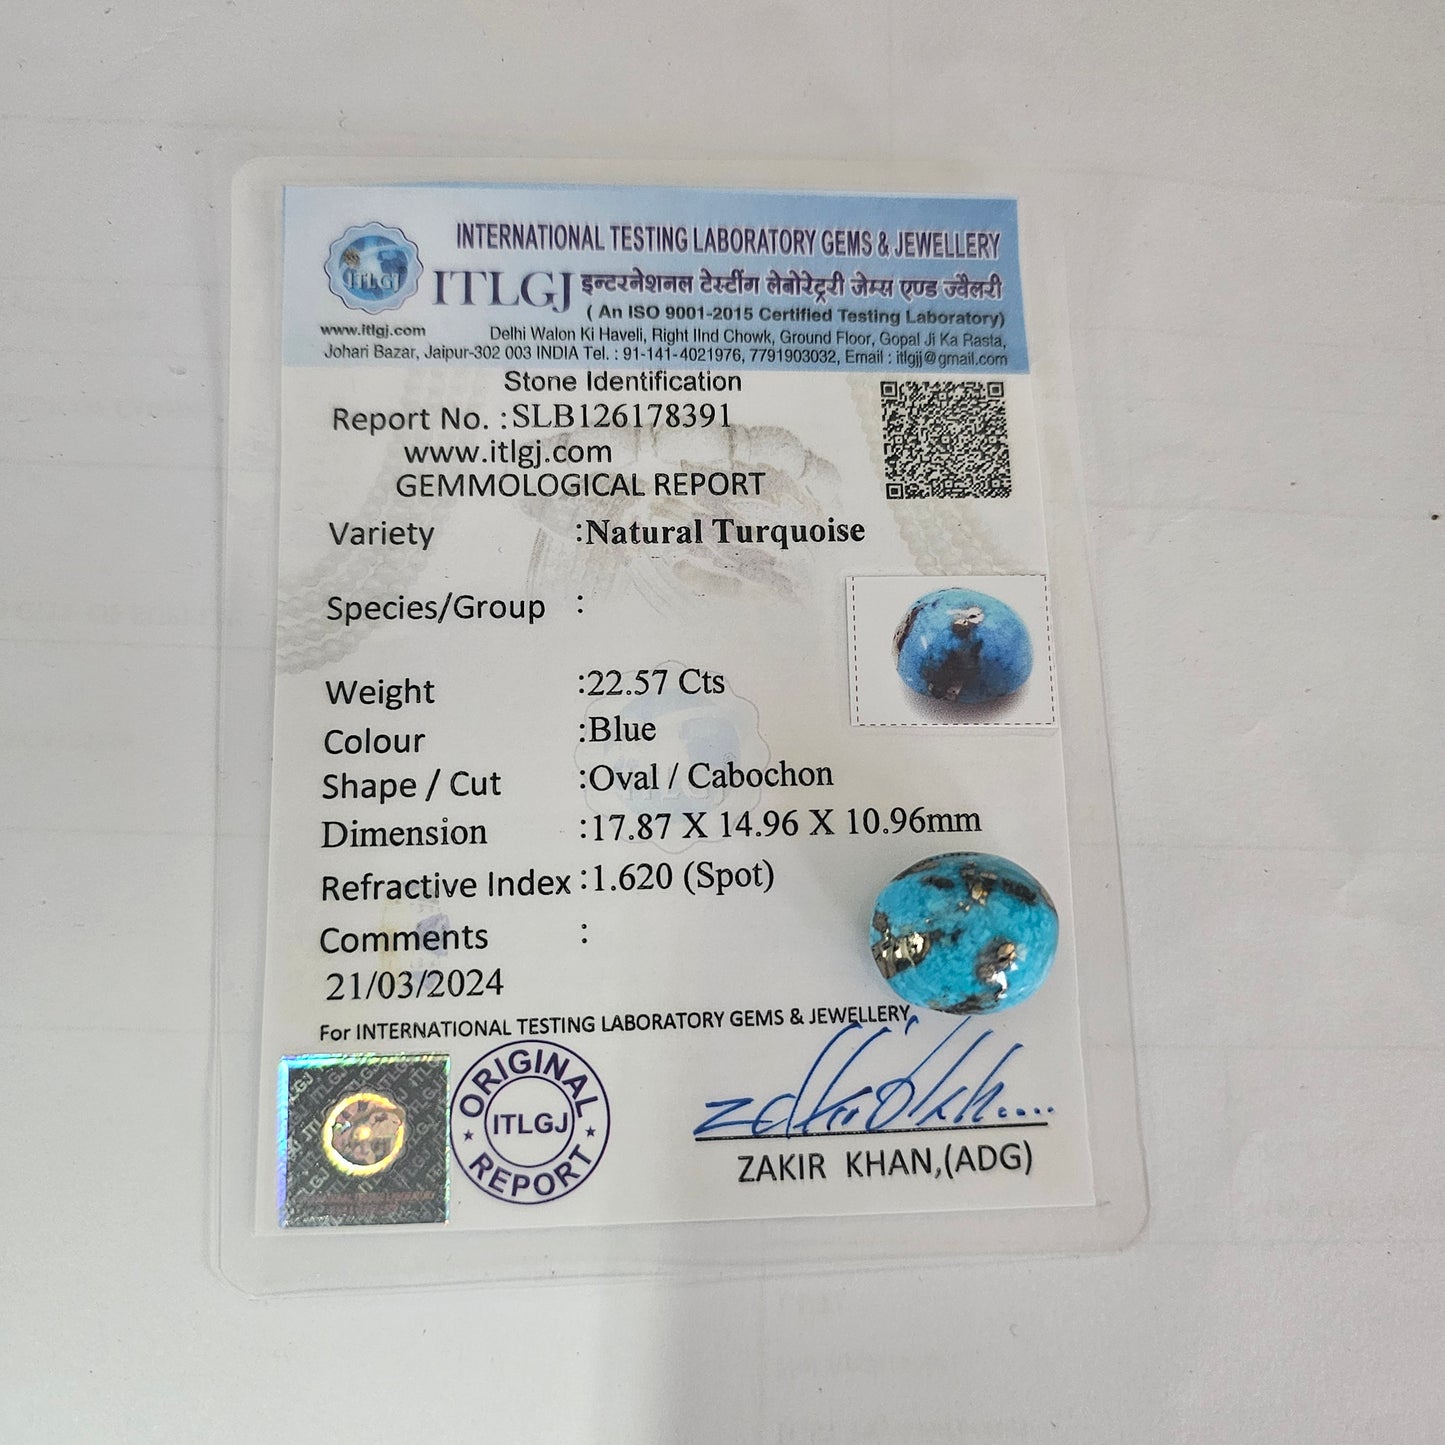 INTERNATIONAL TESTING LABORATORY GEMS & JEWELLERY
ITLGJ
ITLGJ इन्टरनेशनल टेस्टींग लेबोरेट्ररी जेम्स एण्ड ज्वैलरी
( An ISO 9001-2015 Certified Testing Laboratory)
www.itlgj.com
Delhi Walon Ki Haveli, Right IInd Chowk, Ground Floor, Gopal Ji Ka Rasta,
Johari Bazar, Jaipur-302 003 INDIA Tel. : 91-141-4021976, 7791903032, Email : itlgjj@gmail.com
Stone Identification
Report No. :SLB126178391
www.itlgj.com
GEMMOLOGICAL REPORT
Variety :Natural Turquoise
Species/Group :
Weight :22.57 Cts
Colour :Blue
Shape / Cut :Oval / Cabochon
Dimension :17.87 X 14.96 X 10.96mm
Refractive Index :1.620 (Spot)
Comments :
21/03/2024
For INTERNATIONAL TESTING LABORATORY GEMS & JEWELLERY
ORIGINAL
ITLGJ
REPORT
ZAKIR KHAN,(ADG)